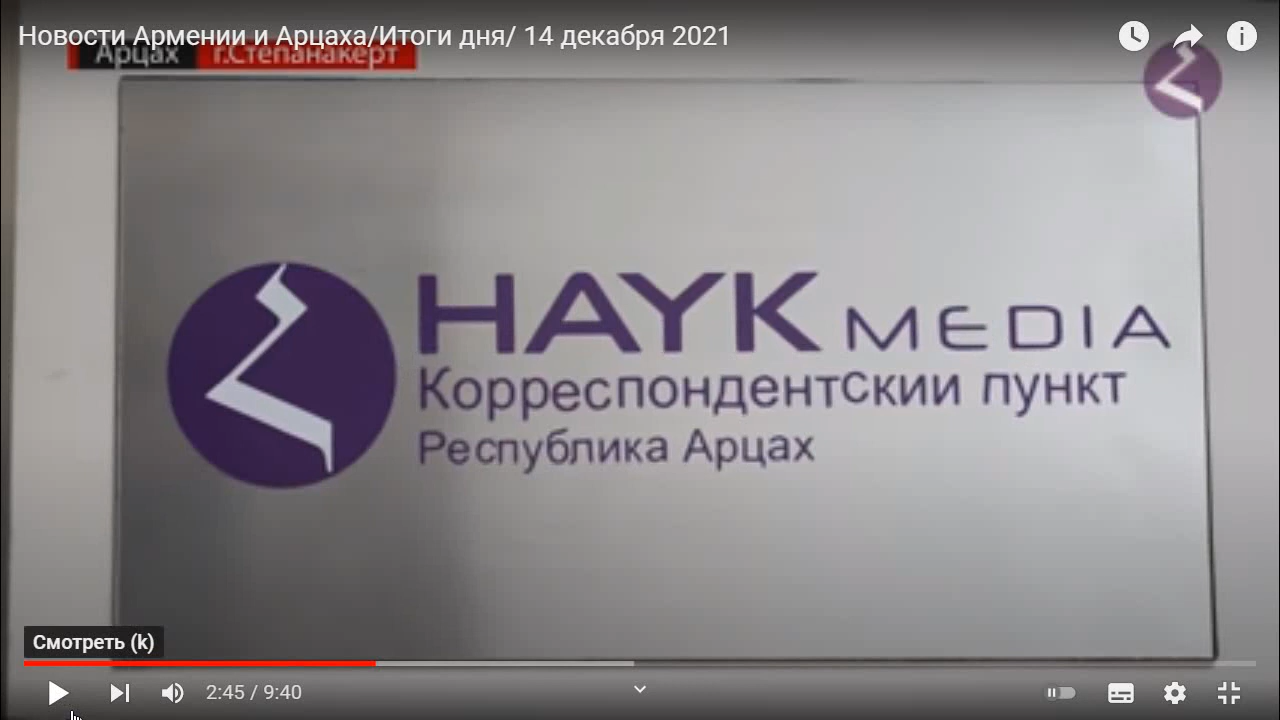 Новости Армении и Арцаха/Итоги дня/ 14 декабря 2021
Арцах г.Степанакерт
HAYK MEDIA
Корреспондентскии пункт
Республика Арцах
Смотреть (k)
2:45 / 9:40